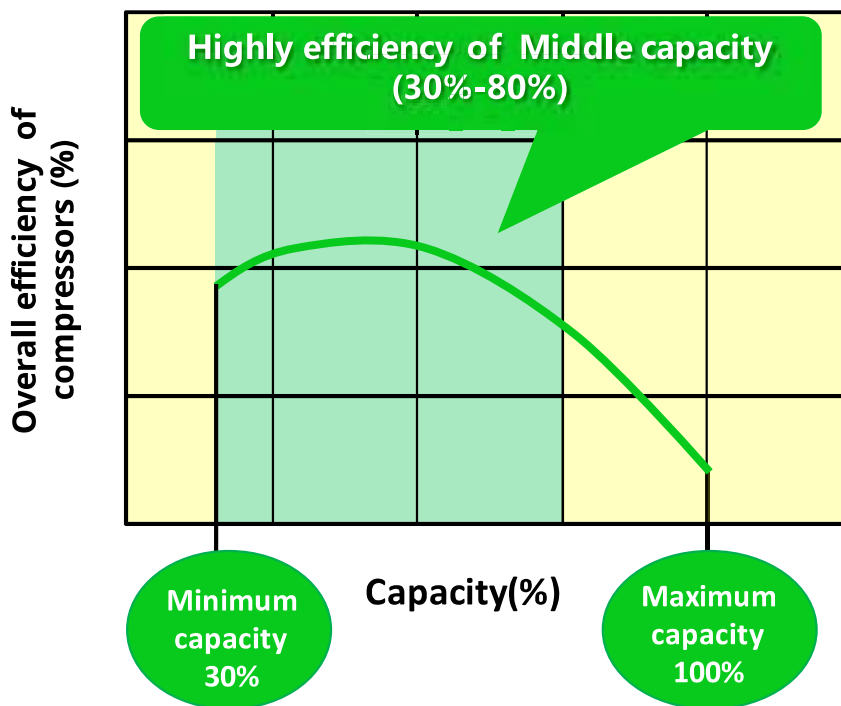 Highly efficiency of Middle capacity
(30%-80%)
Overall efficiency of
compressors (%)
Capacity(%)
Minimum
capacity
30%
Maximum
capacity
100%